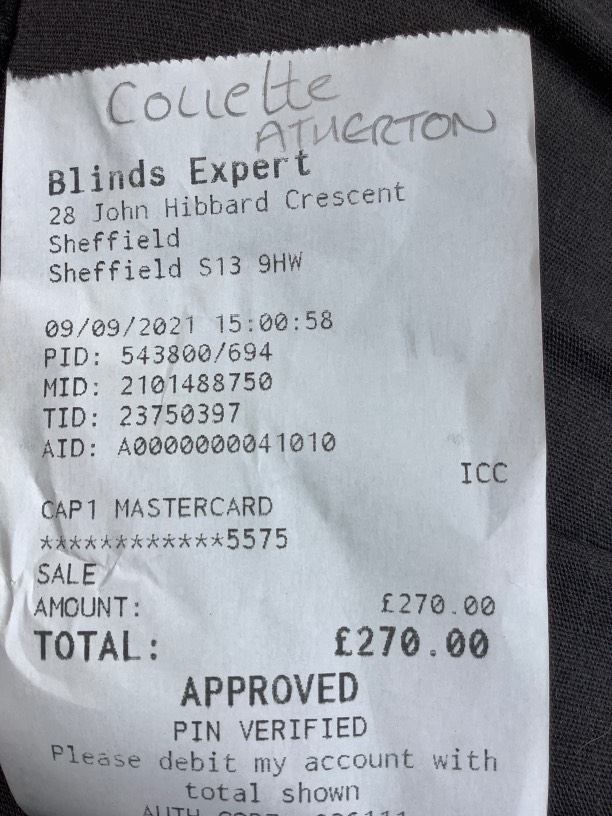 Collette
ATHERTON
Blinds Expert
28 John Hibbard Crescent
Sheffield
Sheffield S13 9HW
09/09/2021 15:00:58
PID: 543800/694
MID: 2101488750
TID: 23750397
AID: A0000000041010
ICC
CAP1 MASTERCARD
************5575
SALE
AMOUNT: £270.00
TOTAL: £270.00
APPROVED
PIN VERIFIED
Please debit my account with
total shown
AUTH CODE: